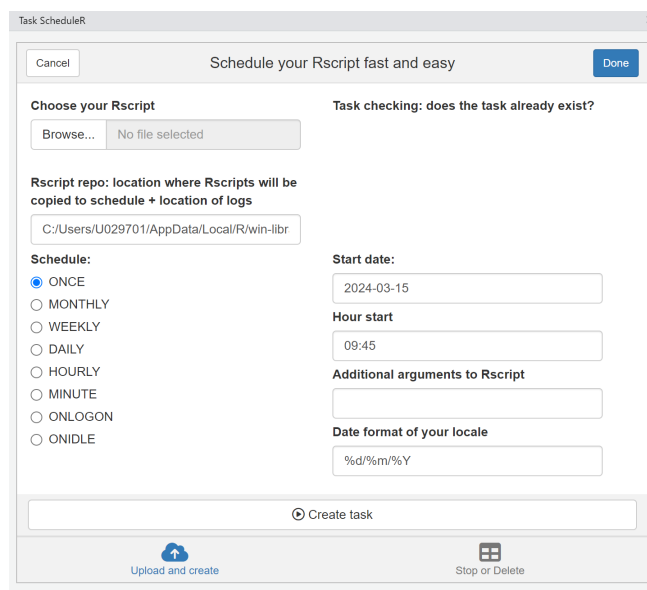 Task ScheduleR
Cancel
Schedule your Rscript fast and easy
Done
Choose your Rscript
Browse...
No file selected
Task checking: does the task already exist?
Rscript repo: location where Rscripts will be
copied to schedule + location of logs
C:/Users/U029701/AppData/Local/R/win-libr
Schedule:
ONCE
MONTHLY
WEEKLY
DAILY
HOURLY
MINUTE
ONLOGON
ONIDLE
Start date:
2024-03-15
Hour start
09:45
Additional arguments to Rscript
Date format of your locale
%d/%m/%Y
Create task
Upload and create
Stop or Delete